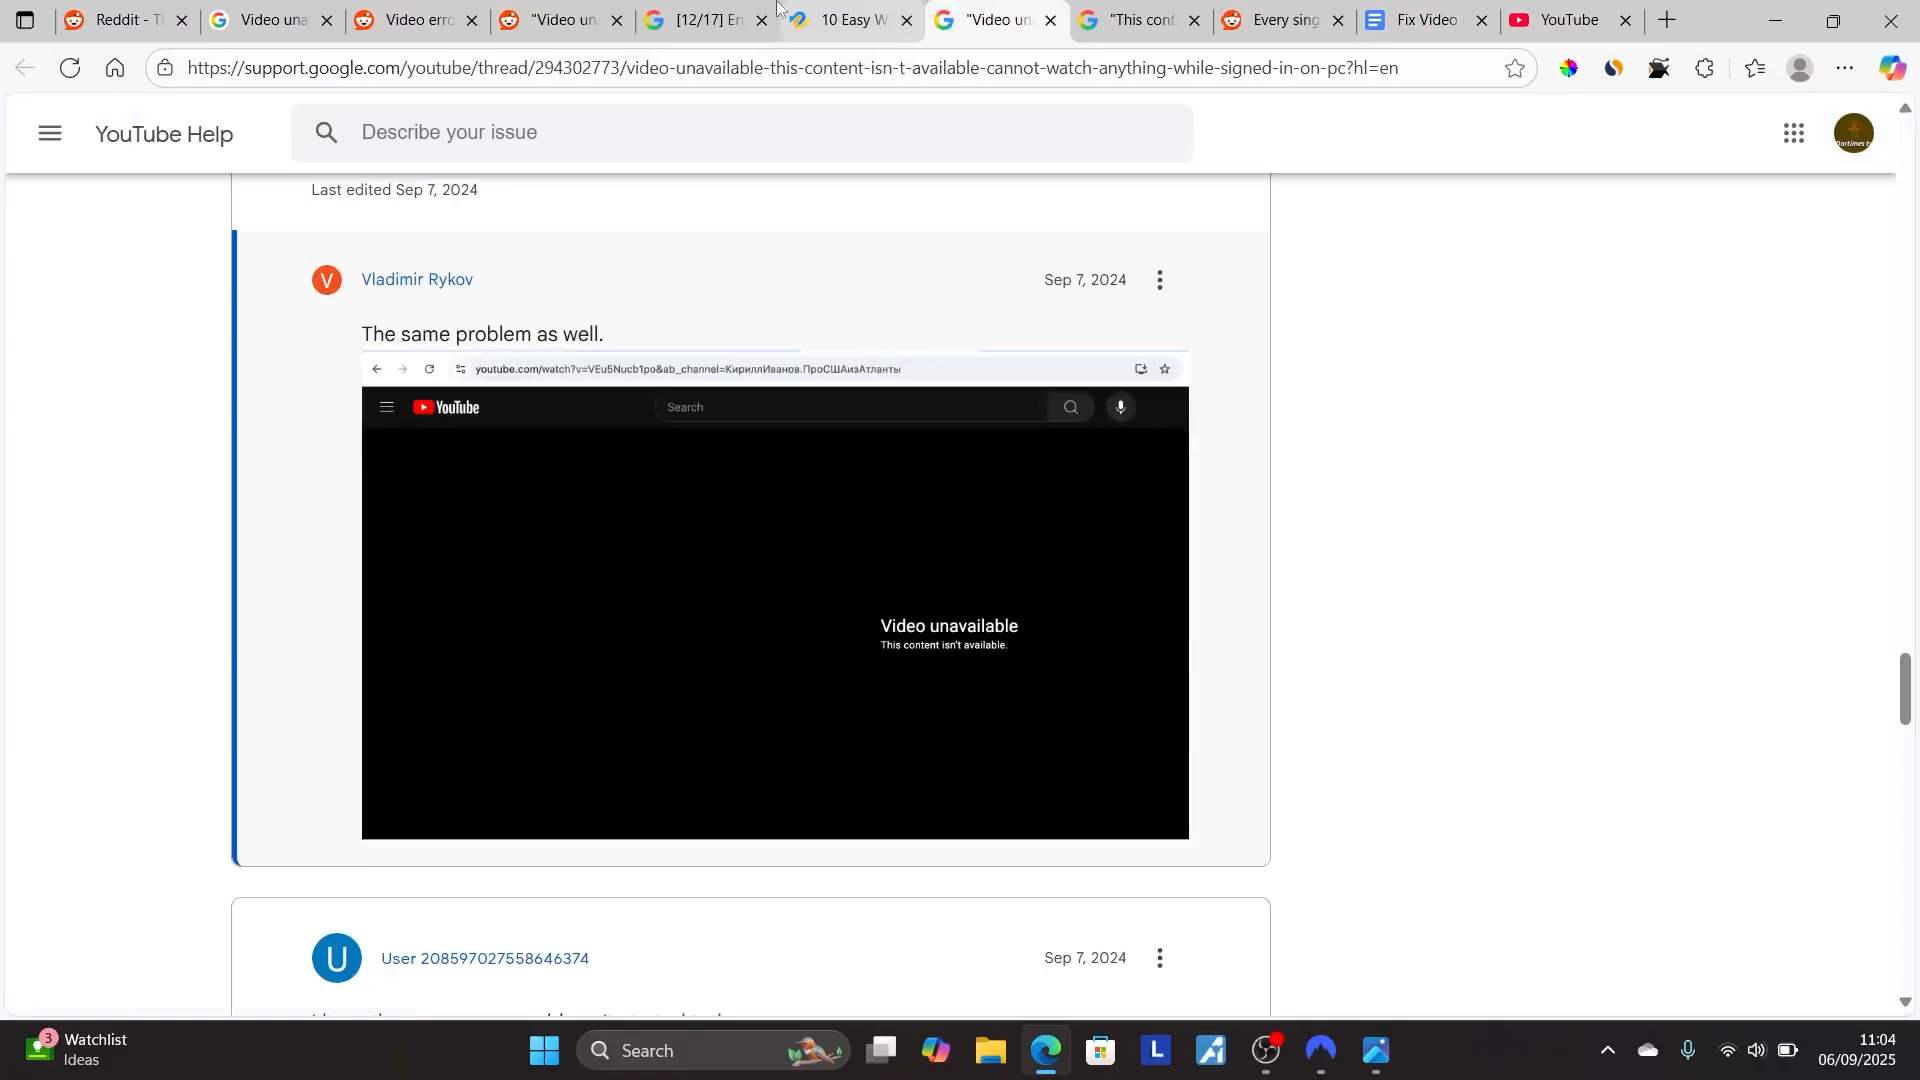 Reddit - Tl
Video una
Video erro
"Video un
[12/17] Er
10 Easy W
"Video un
"This cont
Every sing
Fix Video
YouTube
https://support.google.com/youtube/thread/294302773/video-unavailable-this-content-isn-t-available-cannot-watch-anything-while-signed-in-on-pc?hl=en
YouTube Help
Describe your issue
Last edited Sep 7, 2024
V
Vladimir Rykov
Sep 7, 2024
The same problem as well.
youtube.com/watch?v=VEu5Nucb1po&ab_channel=КириллИванов.ПроСШАизАтланты
YouTube
Search
Video unavailable
This content isn't available.
U
User 208597027558646374
Sep 7, 2024
3
Watchlist
Ideas
Search
L
11:04
06/09/2025